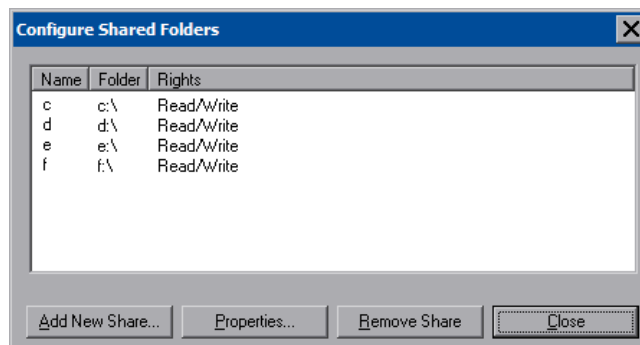 Configure Shared Folders
Name Folder Rights
c c:\ Read/Write
d d:\ Read/Write
e e:\ Read/Write
f f:\ Read/Write
Add New Share... Properties... Remove Share Close